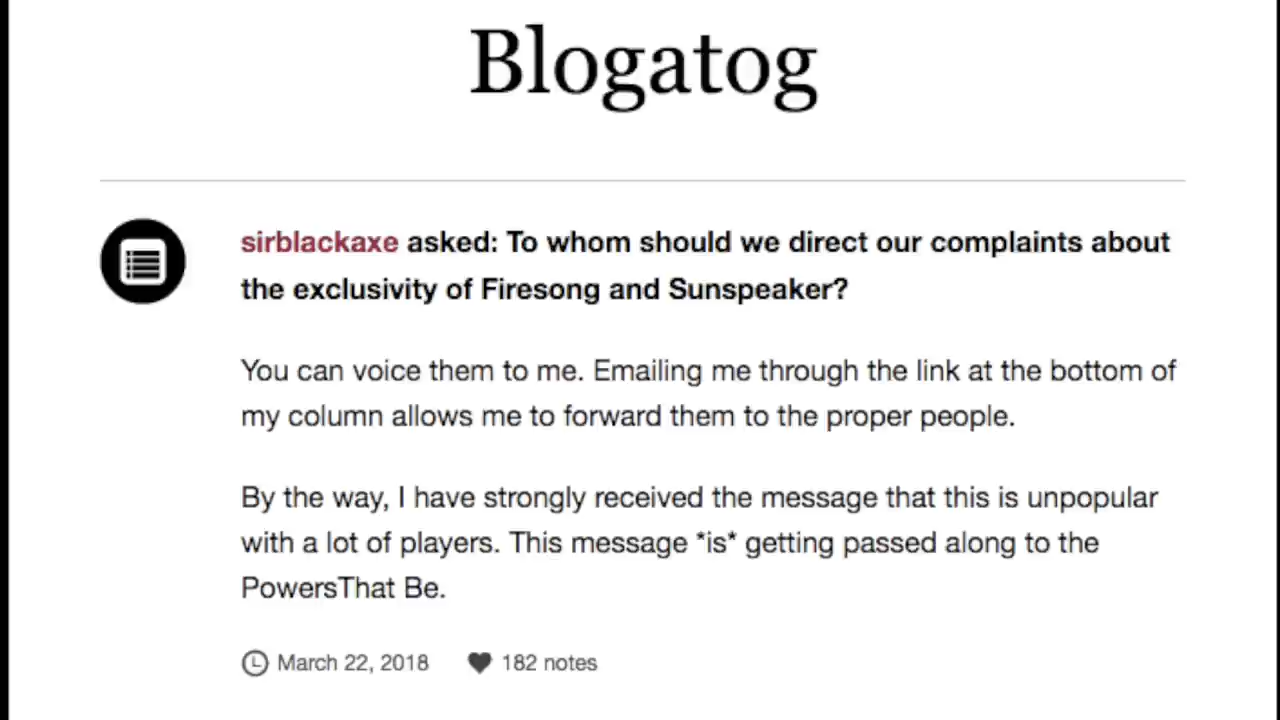 Blogatog
sirblackaxe asked: To whom should we direct our complaints about
the exclusivity of Firesong and Sunspeaker?
You can voice them to me. Emailing me through the link at the bottom of
my column allows me to forward them to the proper people.
By the way, I have strongly received the message that this is unpopular
with a lot of players. This message *is* getting passed along to the
PowersThat Be.
March 22, 2018 182 notes